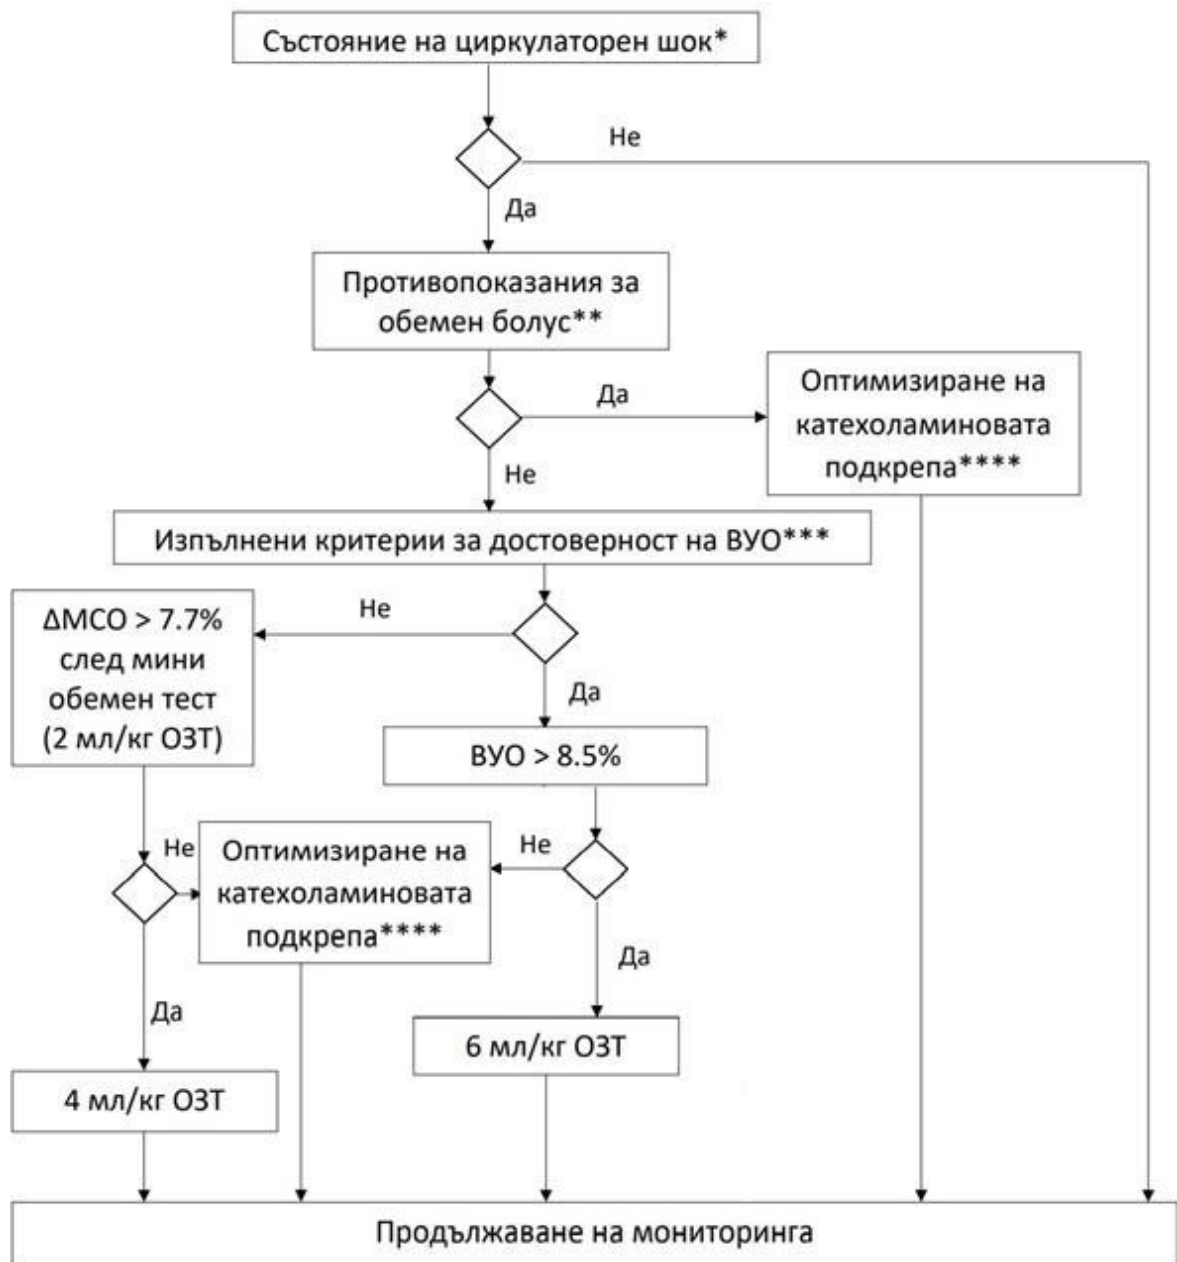 Състояние на циркулаторен шок*
Не
Да
Противопоказания за
обемен болус**
Да
Оптимизиране на
катехоламиновата
подкрепа****
Не
Изпълнени критерии за достоверност на ВУО***
Не
ΔМСО > 7.7%
след мини
обемен тест
(2 мл/кг ОЗТ)
Да
ВУО > 8.5%
Не
Оптимизиране на
катехоламиновата
подкрепа****
Не
Да
Да
6 мл/кг ОЗТ
4 мл/кг ОЗТ
Продължаване на мониторинга